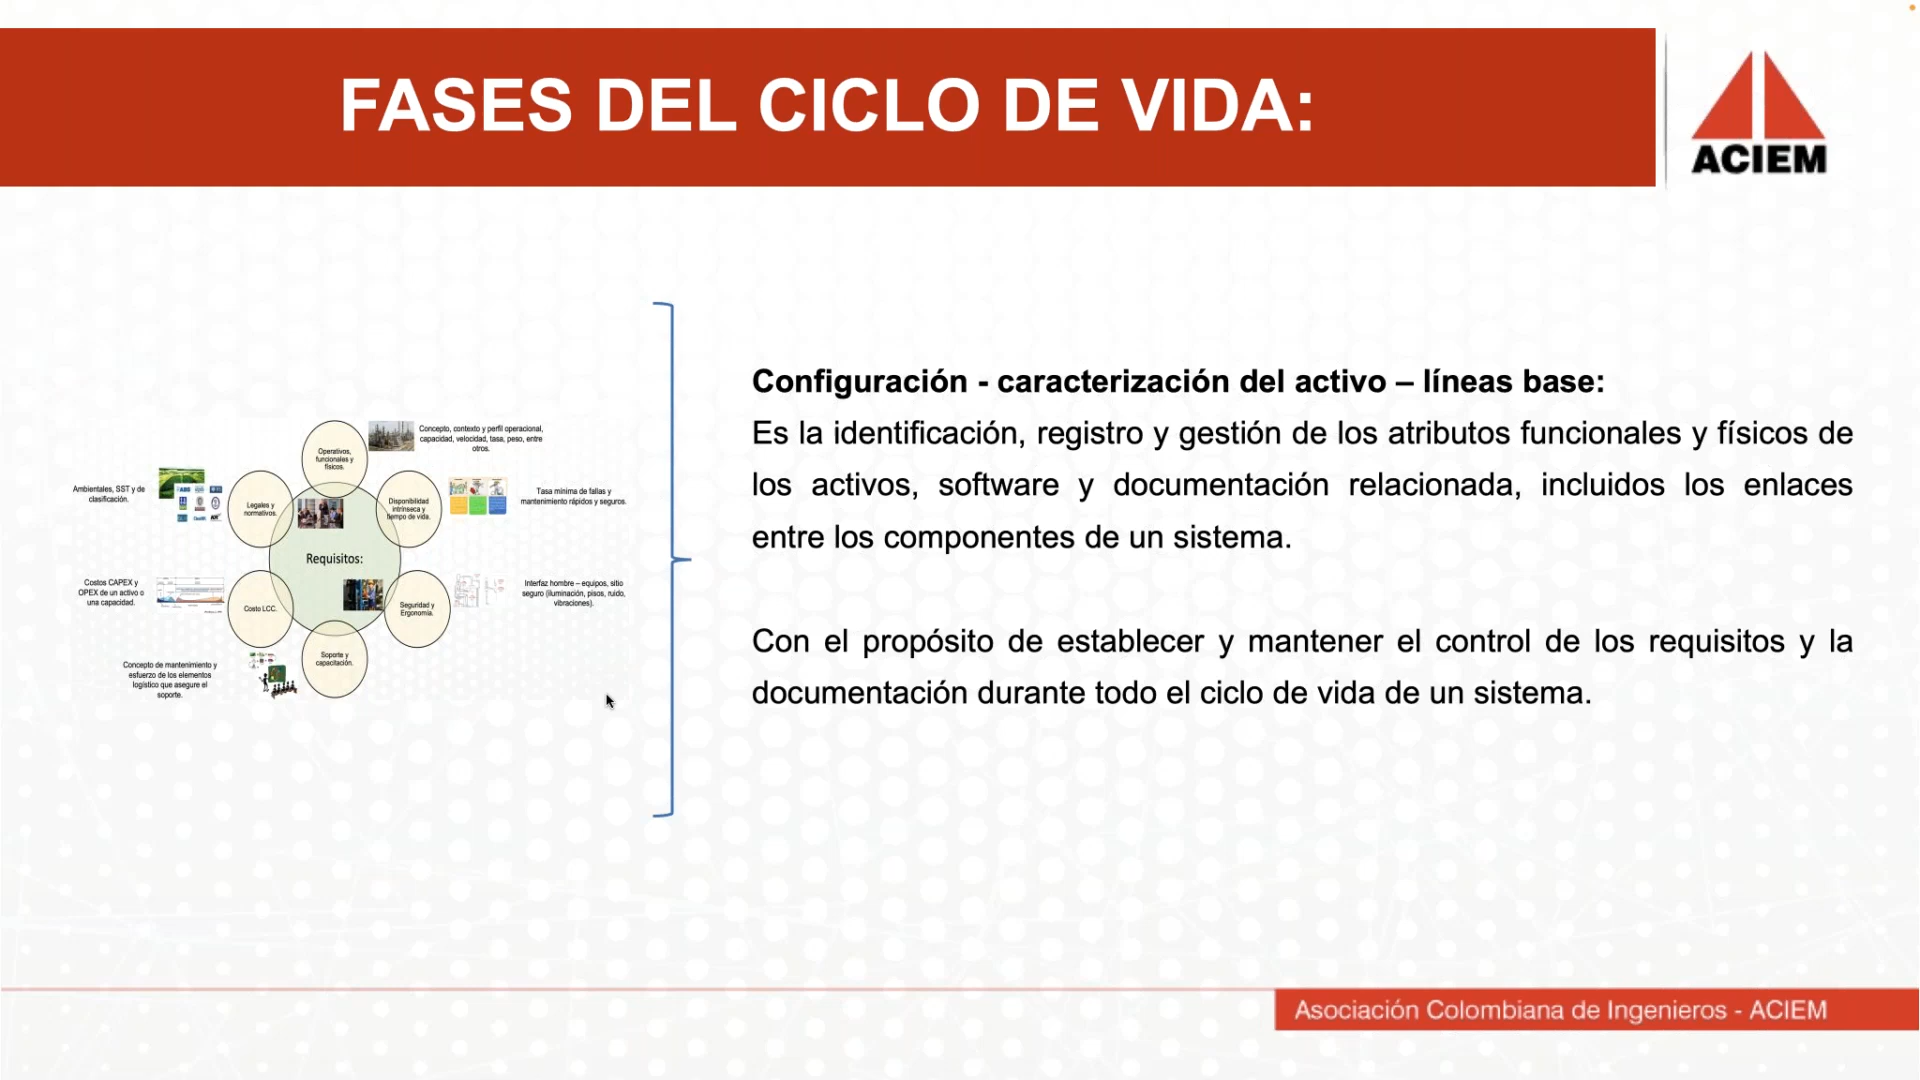 FASES DEL CICLO DE VIDA:
ACIEM
Operativos,
funcionales y
físicos.
Concepto, contexto y perfil operacional,
capacidad, velocidad, tasa, peso, entre
otros.
Ambientales, SST y de
clasificación.
Legales y
normativos.
Disponibilidad
intrínseca y
tiempo de vida.
Tasa mínima de fallas y
mantenimiento rápidos y seguros.
Requisitos:
Costos CAPEX y
OPEX de un activo o
una capacidad.
Costo LCC.
Seguridad y
Ergonomía.
Interfaz hombre – equipos, sitio
seguro (iluminación, pisos, ruido,
vibraciones).
Soporte y
capacitación.
Concepto de mantenimiento y
esfuerzo de los elementos
logístico que asegure el
soporte.
Configuración - caracterización del activo – líneas base:
Es la identificación, registro y gestión de los atributos funcionales y físicos de
los activos, software y documentación relacionada, incluidos los enlaces
entre los componentes de un sistema.
Con el propósito de establecer y mantener el control de los requisitos y la
documentación durante todo el ciclo de vida de un sistema.
Asociación Colombiana de Ingenieros - ACIEM